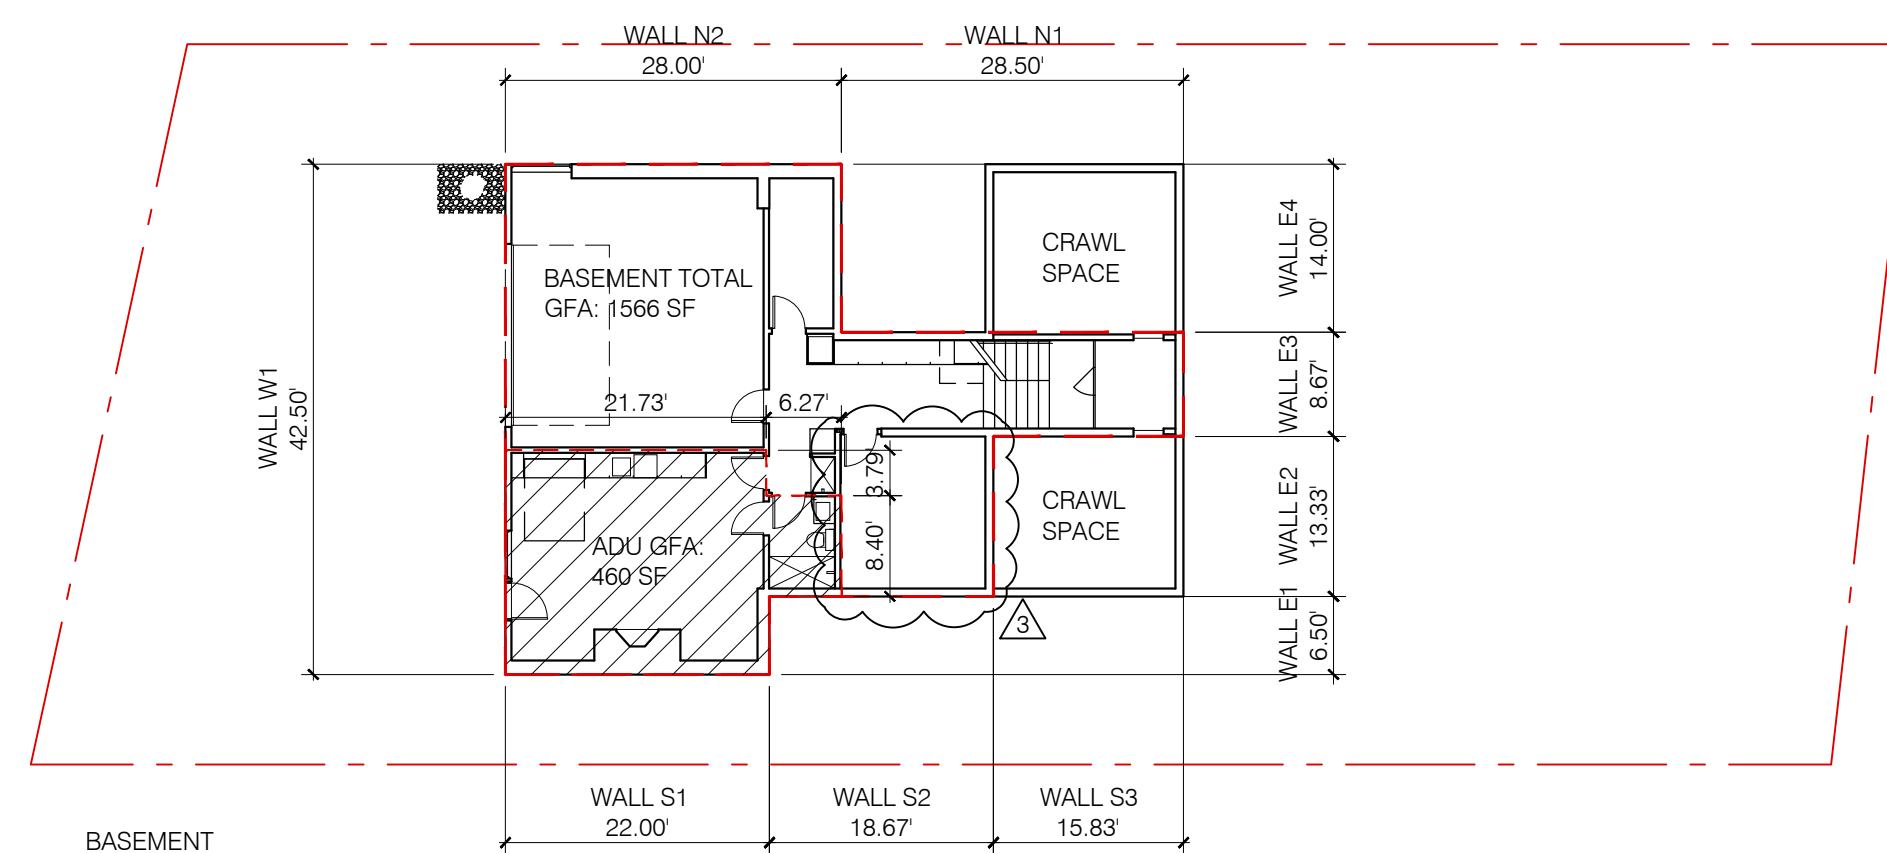 WALL N2
28.00'
WALL N1
28.50'
WALL W1
42.50'
BASEMENT TOTAL
GFA: 1566 SF
CRAWL
SPACE
WALL E4
14.00'
WALL E3
8.67'
21.73'
6.27'
3.79'
8.40'
ADU GFA:
460 SF
CRAWL
SPACE
WALL E2
13.33'
WALL E1
6.50'
3
WALL S1
22.00'
WALL S2
18.67'
WALL S3
15.83'
BASEMENT